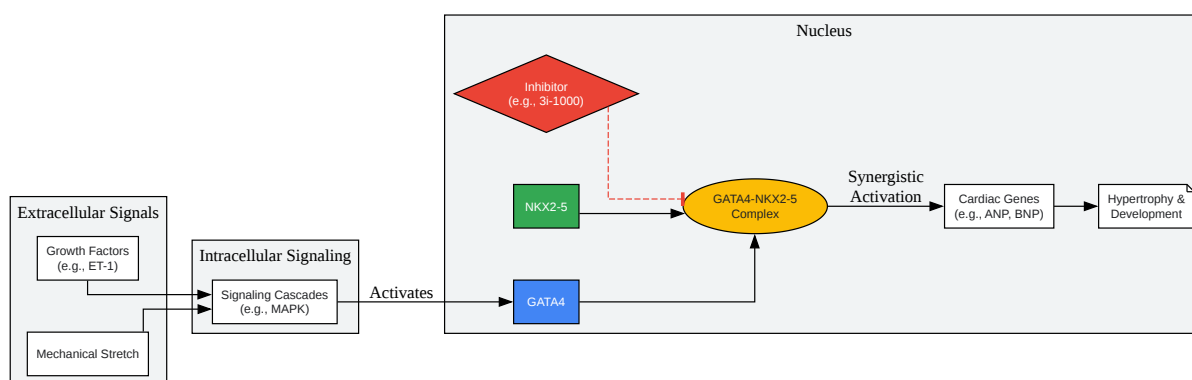 Nucleus
Inhibitor
(e.g., 3i-1000)
NKX2-5
GATA4-NKX2-5
Complex
Synergistic
Activation
Cardiac Genes
(e.g., ANP, BNP)
Hypertrophy &
Development
Extracellular Signals
Growth Factors
(e.g., ET-1)
Mechanical Stretch
Intracellular Signaling
Signaling Cascades
(e.g., MAPK)
Activates
GATA4